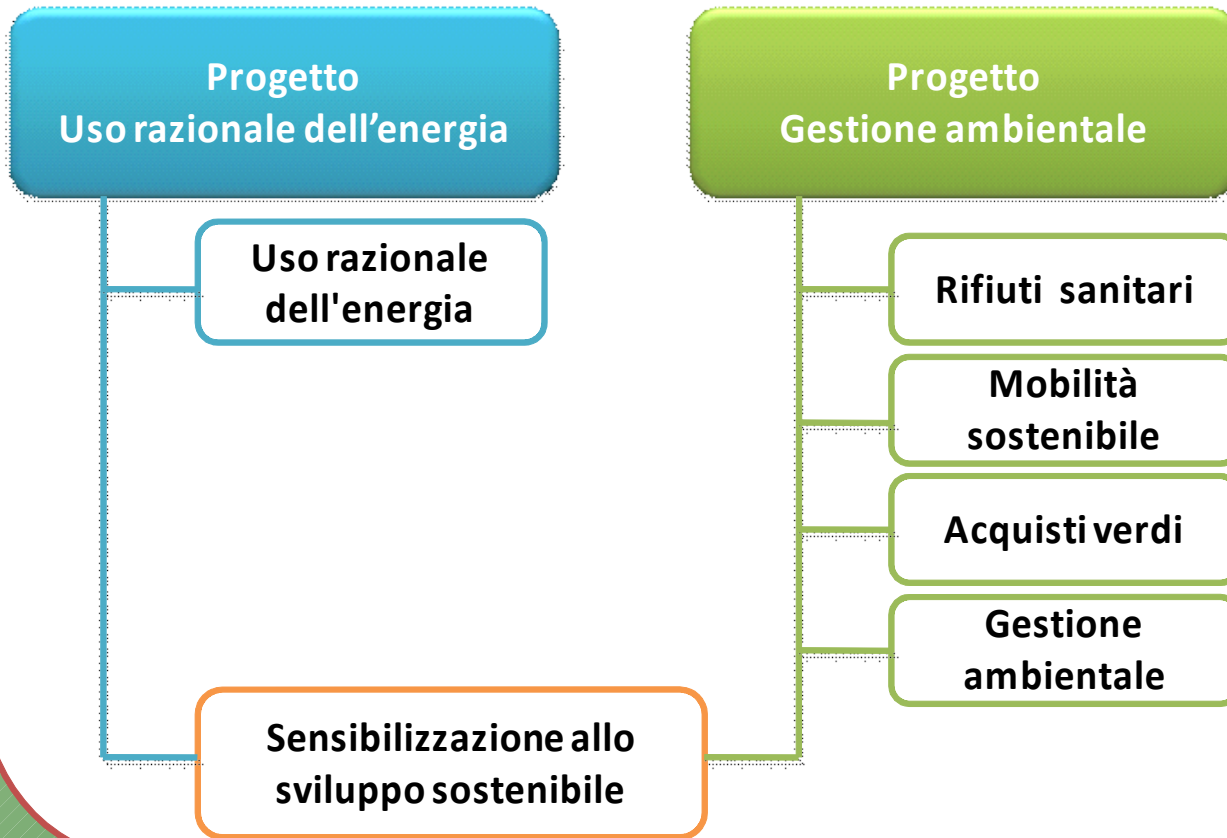 Progetto
Uso razionale dell’energia
Progetto
Gestione ambientale
Uso razionale
dell'energia
Rifiuti sanitari
Mobilità
sostenibile
Acquisti verdi
Gestione
ambientale
Sensibilizzazione allo
sviluppo sostenibile